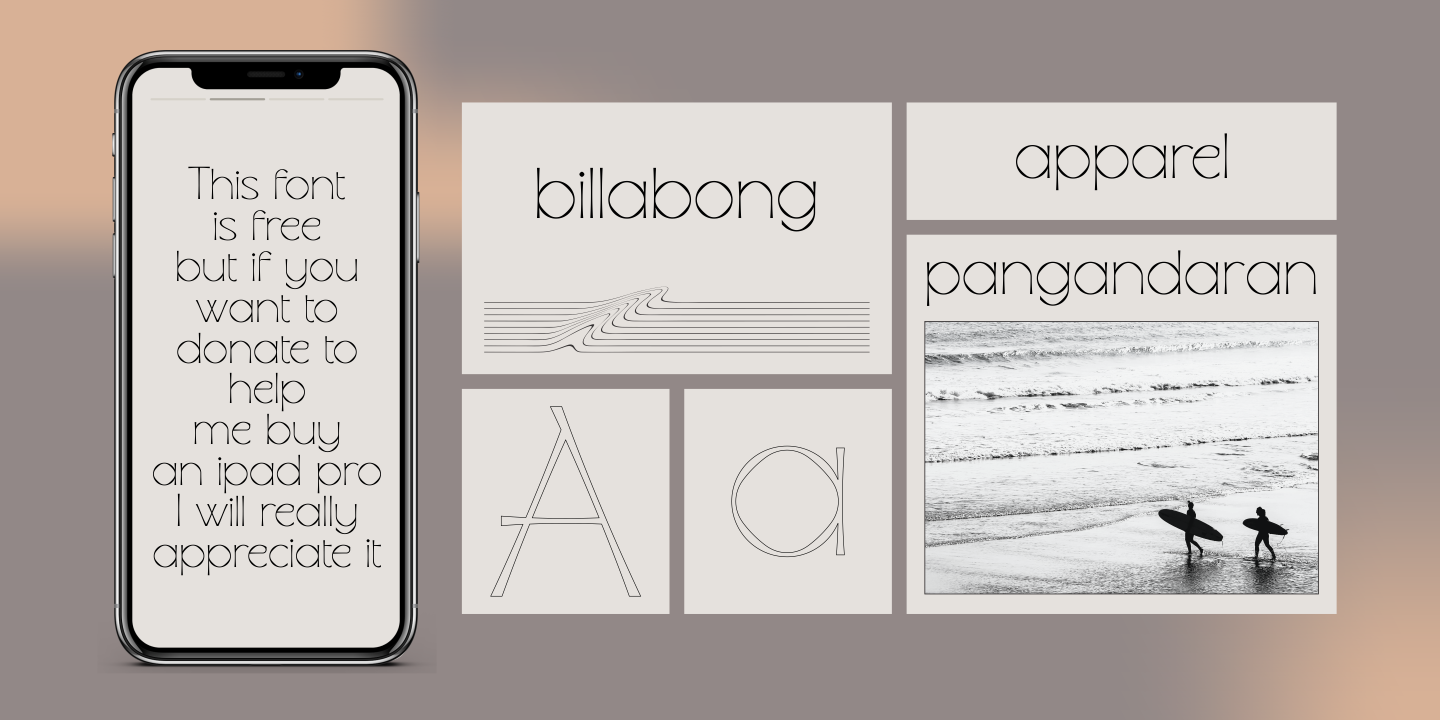 This font
is free
but if you
want to
donate to
help
me buy
an ipad pro
I will really
appreciate it
billabong
apparel
pangandaran
A
a